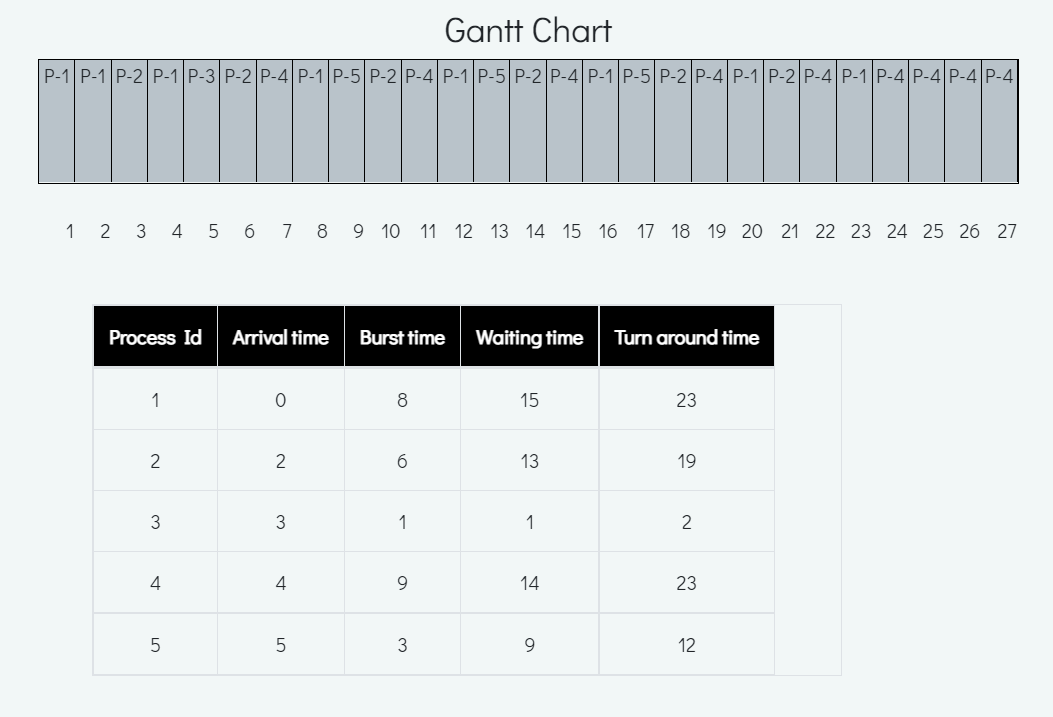 Gantt Chart
P-1 P-1 P-2 P-1 P-3 P-2 P-4 P-1 P-5 P-2 P-4 P-1 P-5 P-2 P-4 P-1 P-5 P-2 P-4 P-1 P-2 P-4 P-1 P-4 P-4 P-4 P-4
1 2 3 4 5 6 7 8 9 10 11 12 13 14 15 16 17 18 19 20 21 22 23 24 25 26 27
Process Id Arrival time Burst time Waiting time Turn around time
1 0 8 15 23
2 2 6 13 19
3 3 1 1 2
4 4 9 14 23
5 5 3 9 12